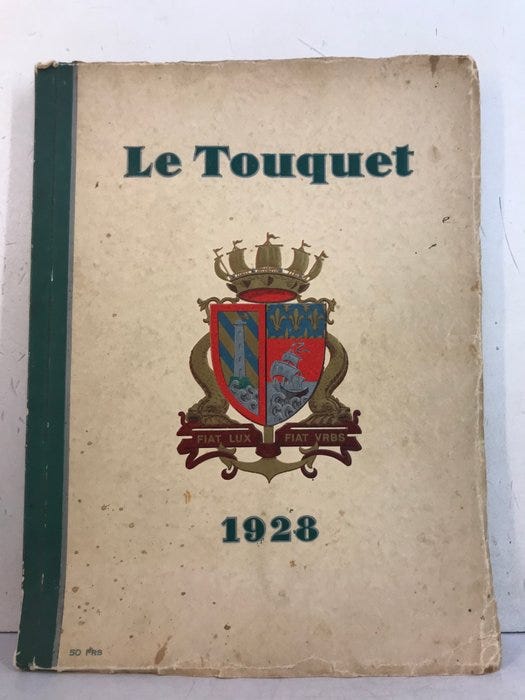 Le Touquet
FIAT LUX FIAT VRBS
1928
50 FRS